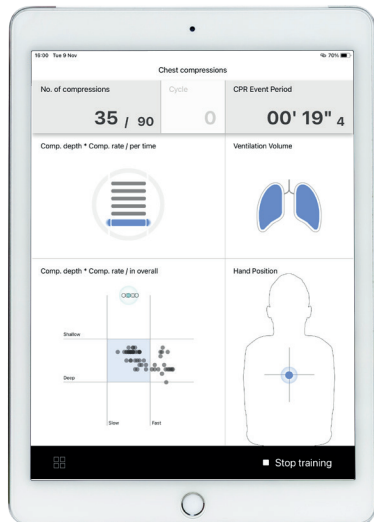 16:00 Tue 9 Nov
70%
Chest compressions
No. of compressions
35 / 90
Cycle
0
CPR Event Period
00' 19" 4
Comp. depth * Comp. rate / per time
Ventilation Volume
Comp. depth * Comp. rate / in overall
Shallow
Deep
Slow
Fast
Hand Position
Stop training